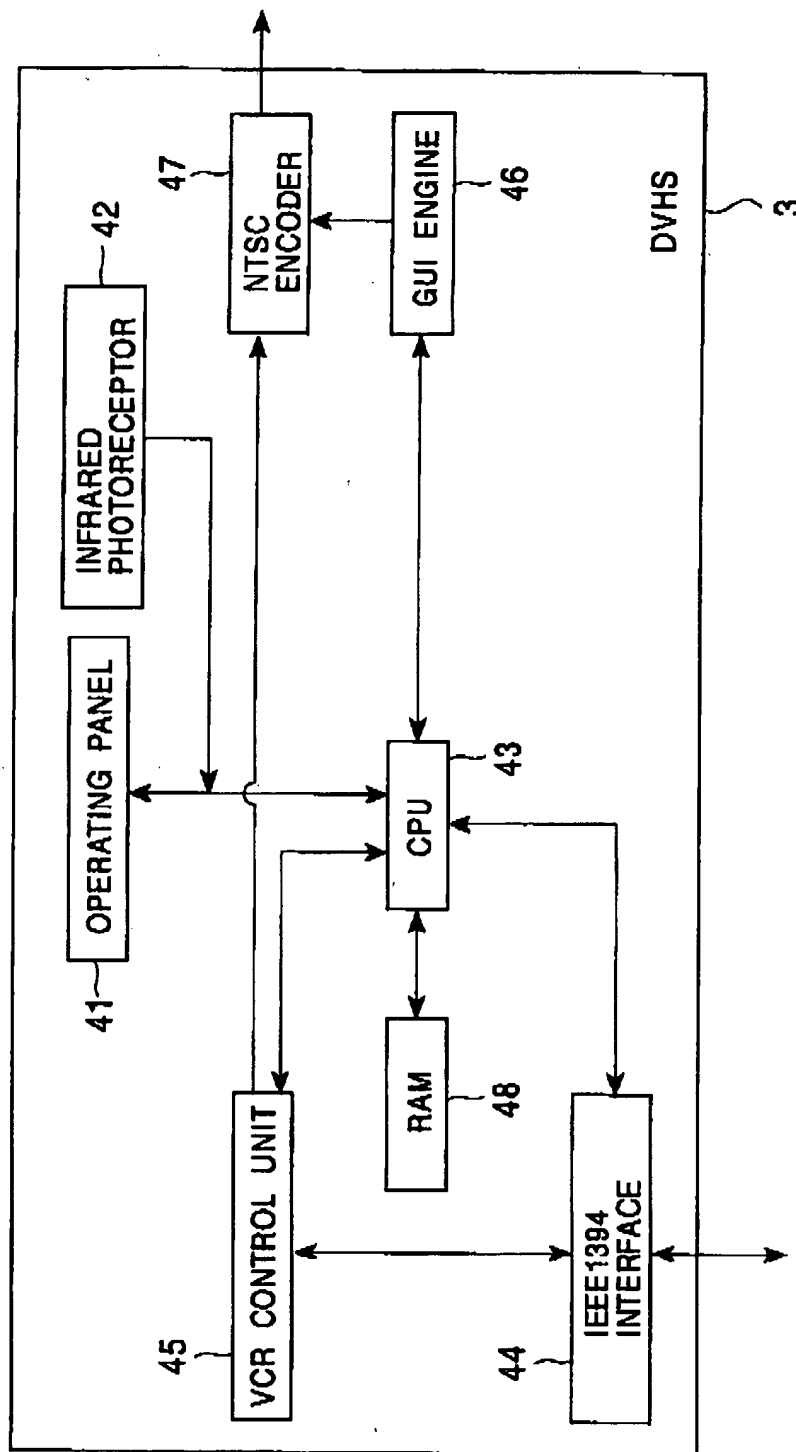 OPERATING PANEL
41
INFRARED
PHOTORECEPTOR
42
VCR CONTROL UNIT
45
NTSC
ENCODER
47
RAM
48
CPU
43
GUI ENGINE
46
IEEE1394
INTERFACE
44
DVHS
3